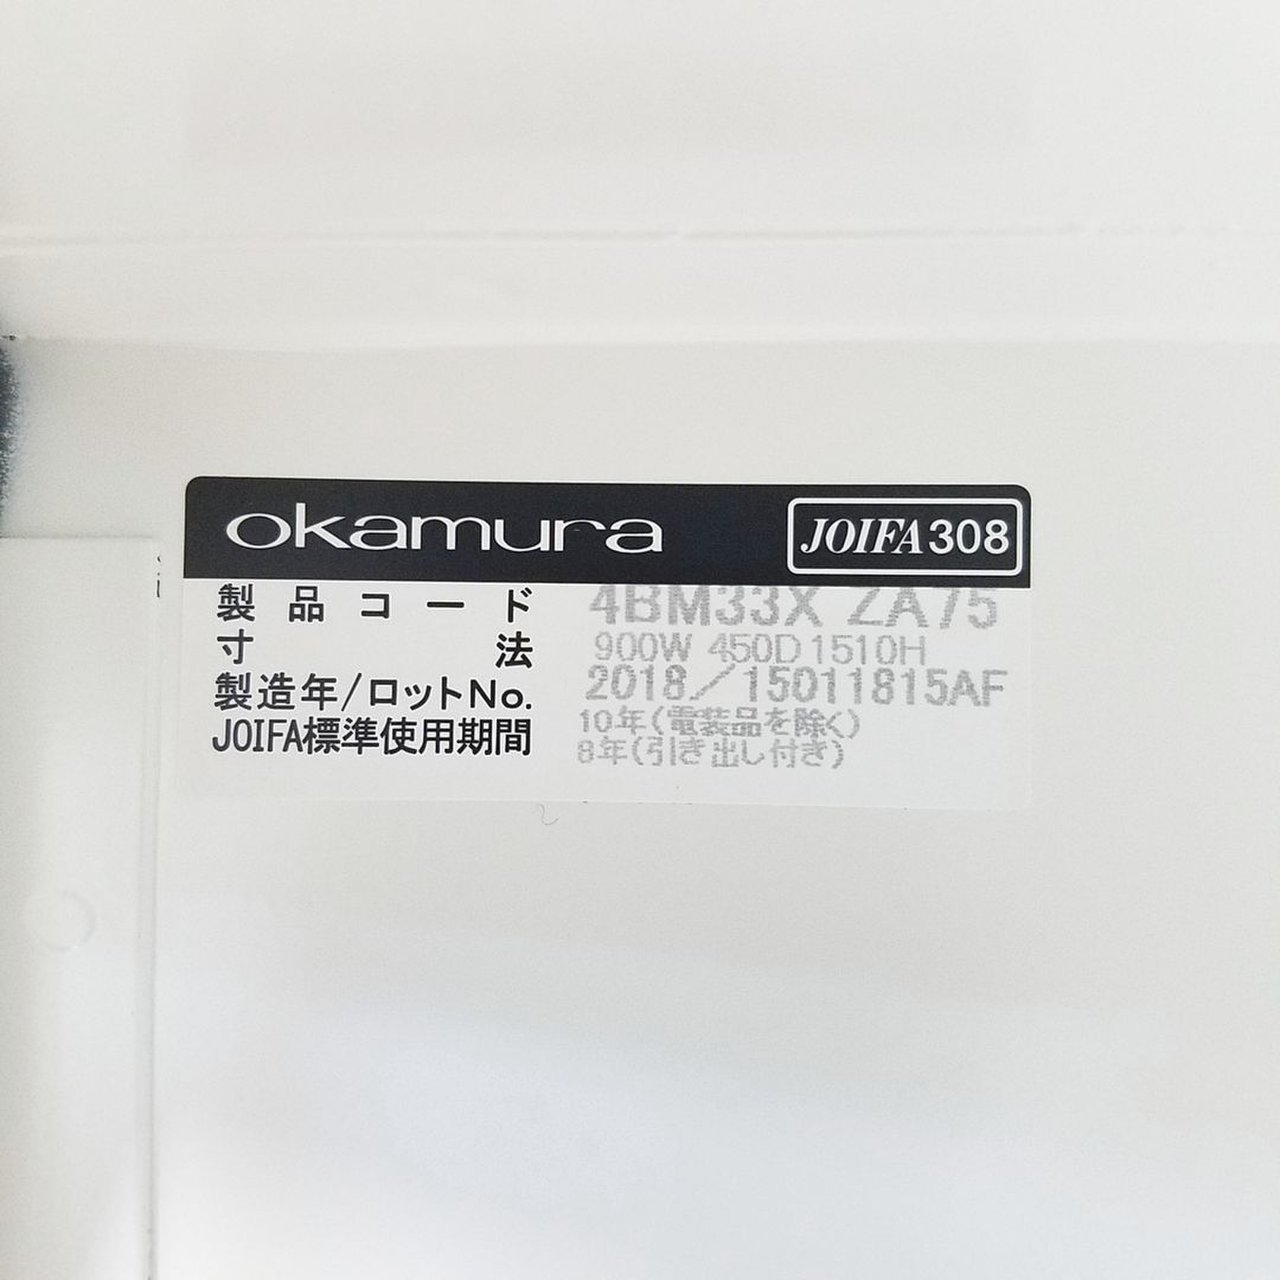 okamura JOIFA308
製品コード 4BM33X ZA75
寸法 900W 450D 1510H
製造年/ロットNo. 2018/15011815AF
JOIFA標準使用期間 10年(電装品を除く)
8年(引き出し付き)